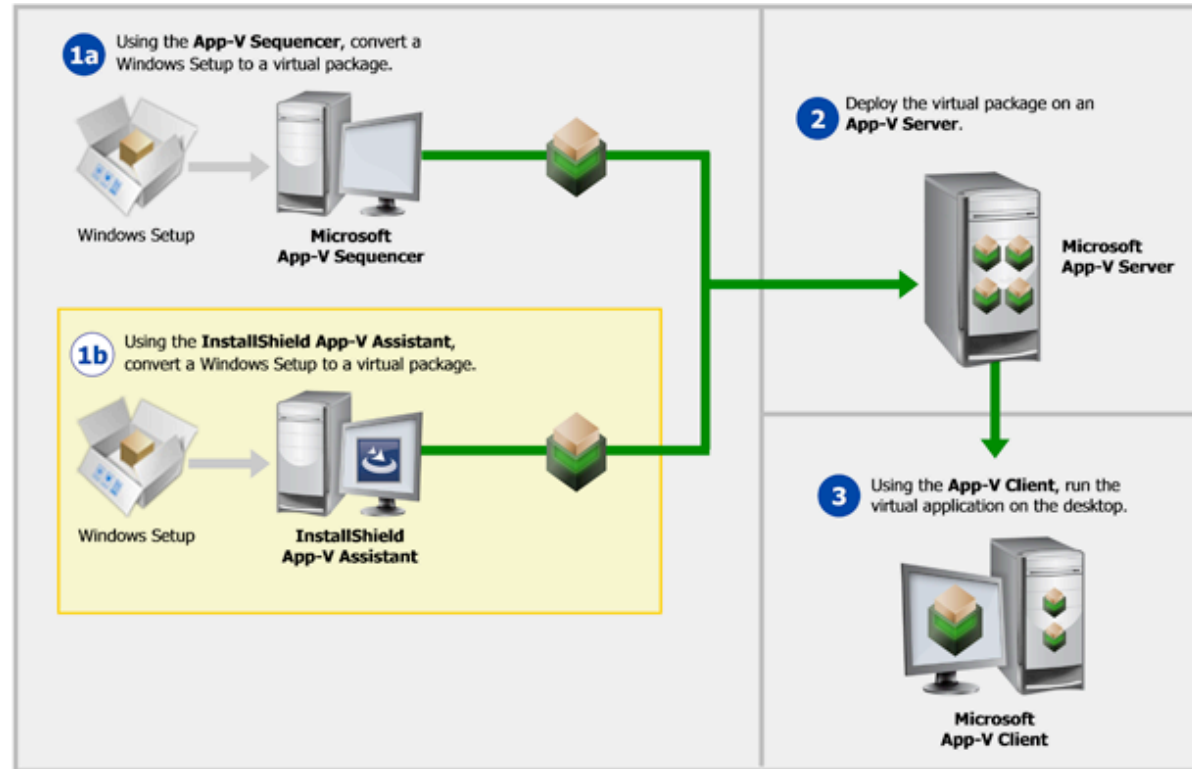 1a
Using the App-V Sequencer, convert a
Windows Setup to a virtual package.
Windows Setup
Microsoft
App-V Sequencer
1b
Using the InstallShield App-V Assistant,
convert a Windows Setup to a virtual package.
Windows Setup
InstallShield
App-V Assistant
2
Deploy the virtual package on an
App-V Server.
Microsoft
App-V Server
3
Using the App-V Client, run the
virtual application on the desktop.
Microsoft
App-V Client